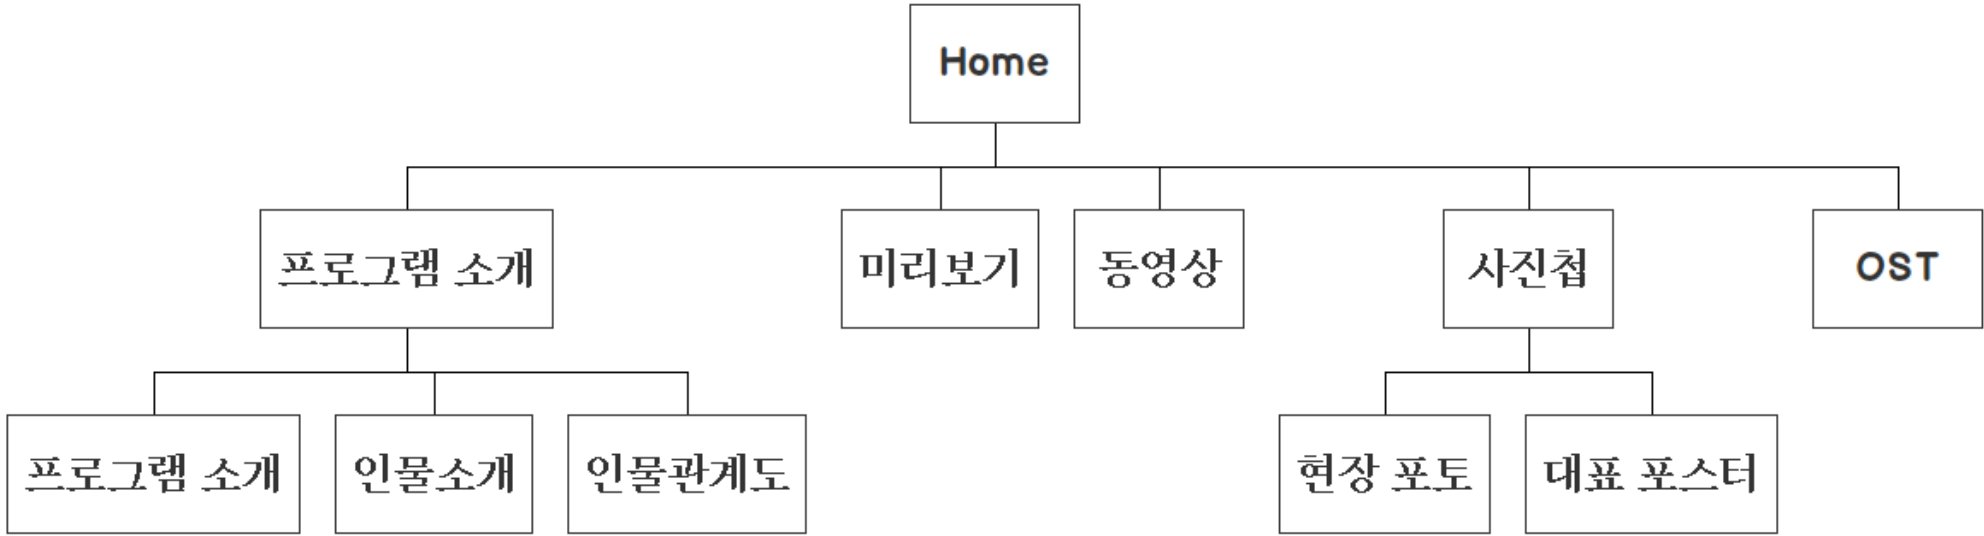 Home
프로그램 소개
미리보기
동영상
사진첩
OST
프로그램 소개
인물소개
인물관계도
현장 포토
대표 포스터